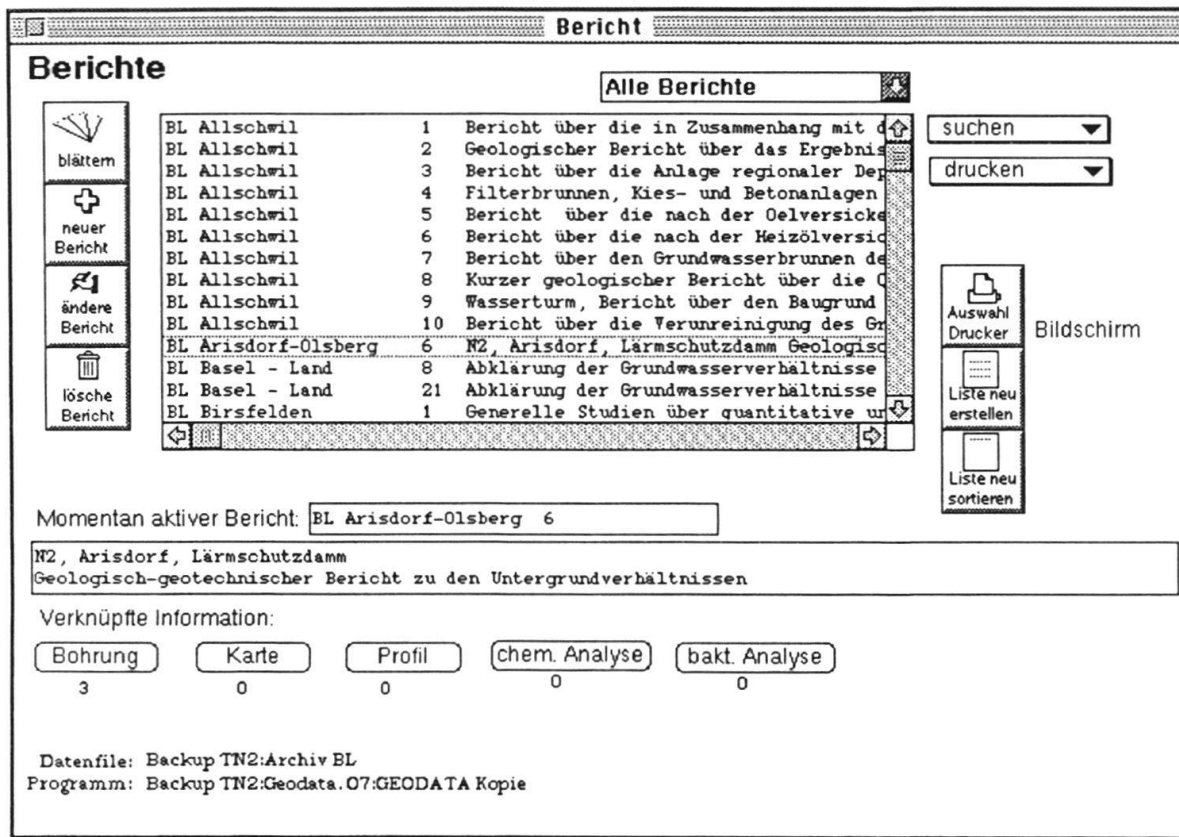 Bericht
Berichte
Alle Berichte
blättern
neuer
Bericht
ändere
Bericht
lösche
Bericht
BL Allschwil 1 Bericht über die in Zusammenhang mit d
BL Allschwil 2 Geologischer Bericht über das Ergebnis
BL Allschwil 3 Bericht über die Anlage regionaler Dep
BL Allschwil 4 Filterbrunnen, Kies- und Betonanlagen
BL Allschwil 5 Bericht über die nach der Oelversicke
BL Allschwil 6 Bericht über die nach der Heizölversic
BL Allschwil 7 Bericht über den Grundwasserbrunnen de
BL Allschwil 8 Kurzer geologischer Bericht über die Q
BL Allschwil 9 Wasserturm, Bericht über den Baugrund
BL Allschwil 10 Bericht über die Verunreinigung des Gr
BL Arisdorf-Olsberg 6 N2, Arisdorf, Lärmschutzdamm Geologisc
BL Basel - Land 8 Abklärung der Grundwasserverhältnisse
BL Basel - Land 21 Abklärung der Grundwasserverhältnisse
BL Birsfelden 1 Generelle Studien über quantitative un
suchen
drucken
Auswahl
Drucker
Bildschirm
Liste neu
erstellen
Liste neu
sortieren
Momentan aktiver Bericht: BL Arisdorf-Olsberg 6
N2, Arisdorf, Lärmschutzdamm
Geologisch-geotechnischer Bericht zu den Untergrundverhältnissen
Verknüpfte Information:
Bohrung Karte Profil chem. Analyse bakt. Analyse
3 0 0 0 0
Datenfile: Backup TN2:Archiv BL
Programm: Backup TN2:Geodata.07:GEODATA Kopie